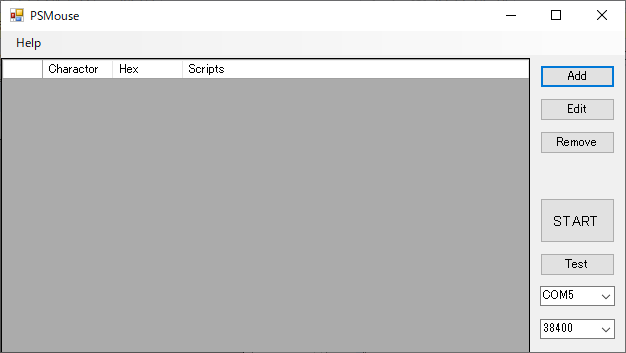 PSMouse
Help
Charactor Hex Scripts
Add
Edit
Remove
START
Test
COM5
38400